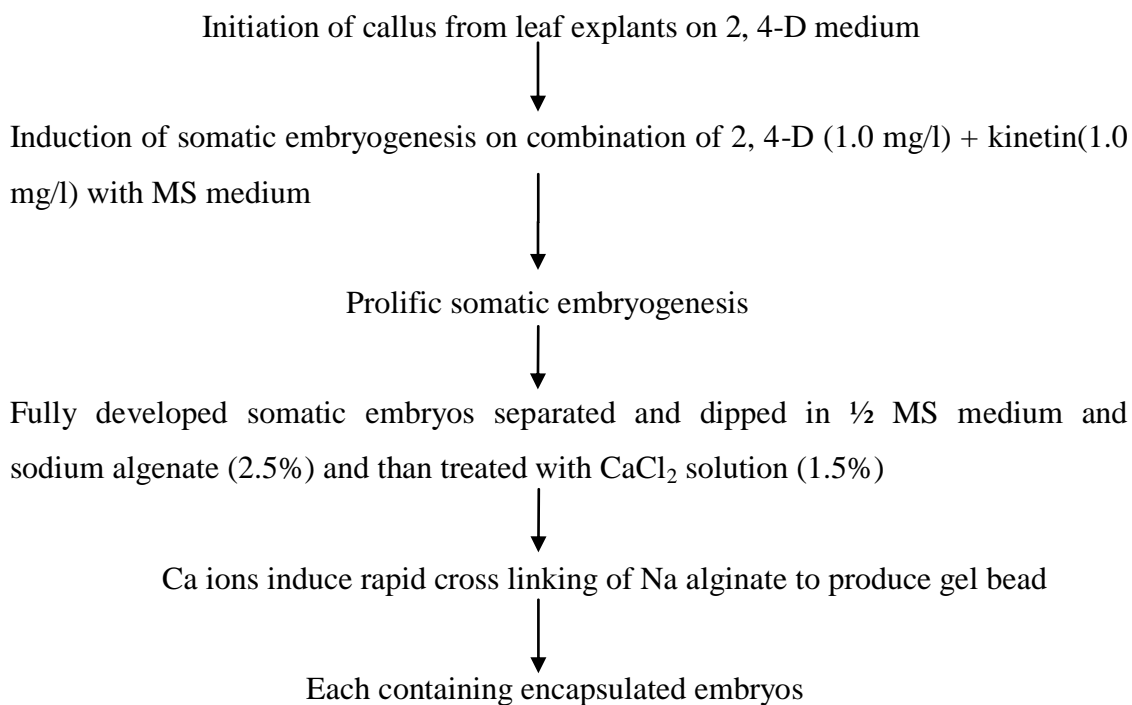 Initiation of callus from leaf explants on 2, 4-D medium
Induction of somatic embryogenesis on combination of 2, 4-D (1.0 mg/l) + kinetin(1.0
mg/l) with MS medium
Prolific somatic embryogenesis
Fully developed somatic embryos separated and dipped in ½ MS medium and
sodium algenate (2.5%) and than treated with CaCl₂ solution (1.5%)
Ca ions induce rapid cross linking of Na alginate to produce gel bead
Each containing encapsulated embryos